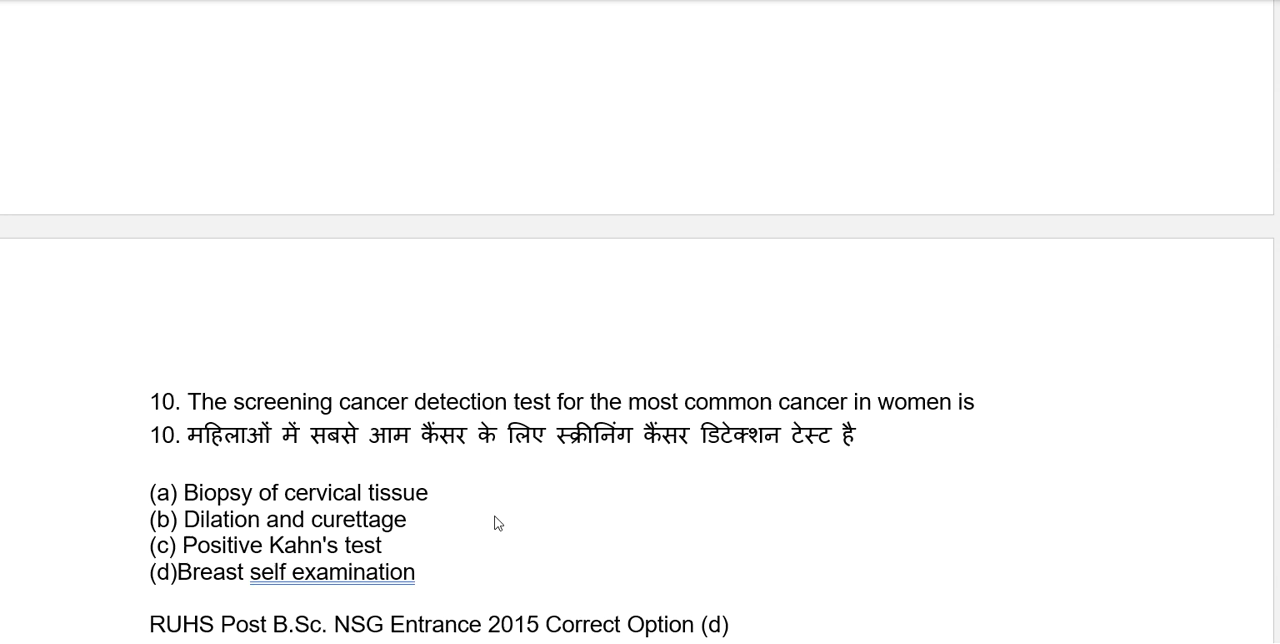 10. The screening cancer detection test for the most common cancer in women is
10. महिलाओं में सबसे आम कैंसर के लिए स्क्रीनिंग कैंसर डिटेक्शन टेस्ट है
(a) Biopsy of cervical tissue
(b) Dilation and curettage
(c) Positive Kahn's test
(d)Breast self examination
RUHS Post B.Sc. NSG Entrance 2015 Correct Option (d)